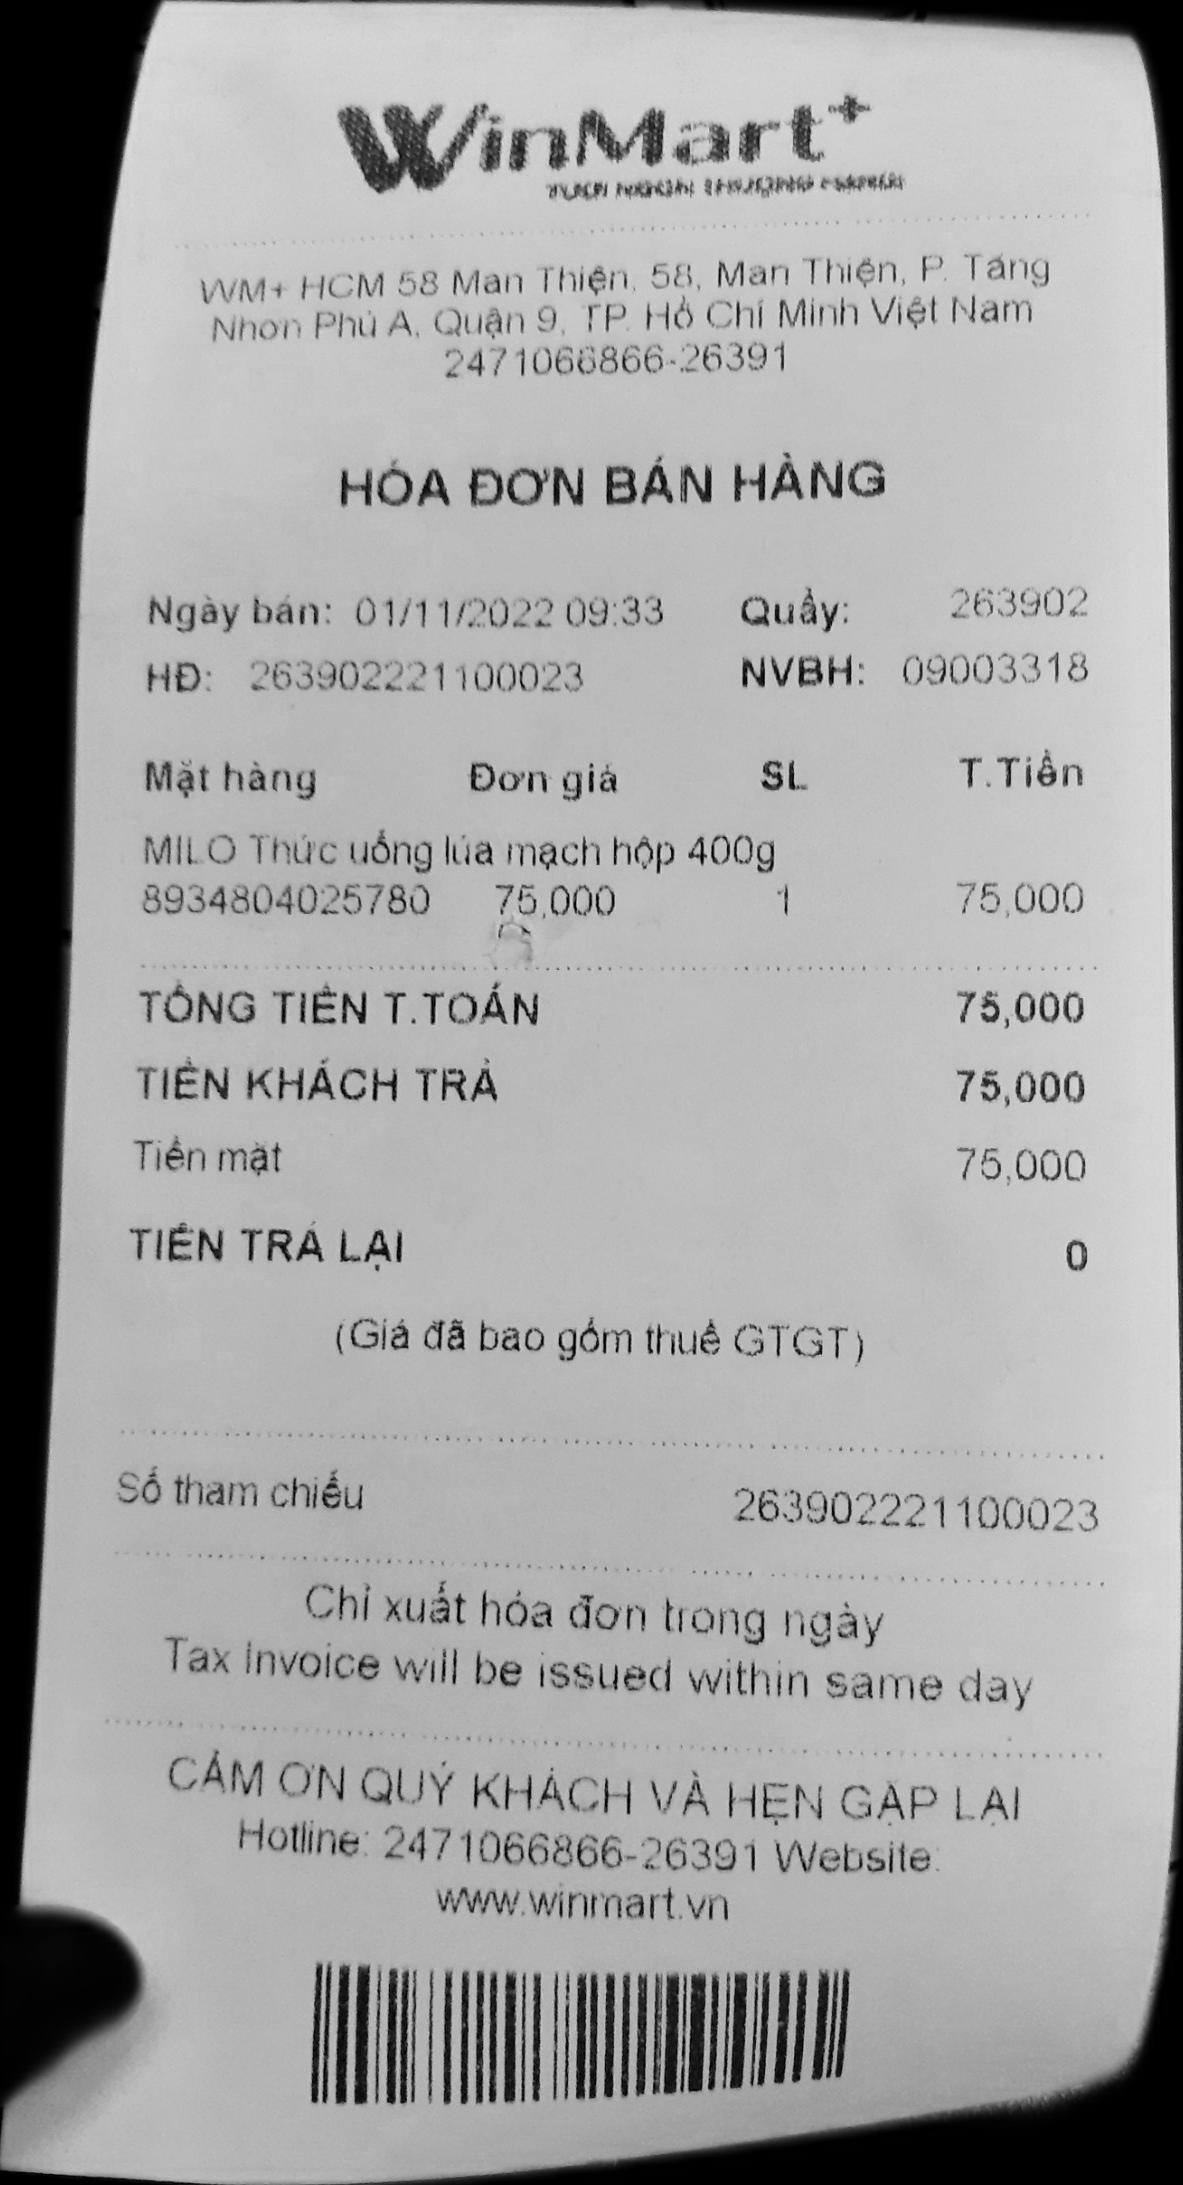 WinMart+
WM+ HCM 58 Man Thiện, 58, Man Thiện, P. Tăng
Nhơn Phú A, Quận 9, TP. Hồ Chí Minh Việt Nam
2471066866-26391
HÓA ĐƠN BÁN HÀNG
Ngày bán: 01/11/2022 09:33 Quầy: 263902
HĐ: 263902221100023 NVBH: 09003318
Mặt hàng Đơn giá SL T.Tiền
MILO Thức uống lúa mạch hộp 400g
8934804025780 75,000 1 75,000
TỔNG TIỀN T.TOÁN 75,000
TIỀN KHÁCH TRẢ 75,000
Tiền mặt 75,000
TIỀN TRẢ LẠI 0
(Giá đã bao gồm thuế GTGT)
Số tham chiếu 263902221100023
Chỉ xuất hóa đơn trong ngày
Tax Invoice will be issued within same day
CẢM ƠN QUÝ KHÁCH VÀ HẸN GẶP LẠI
Hotline: 2471066866-26391 Website:
www.winmart.vn